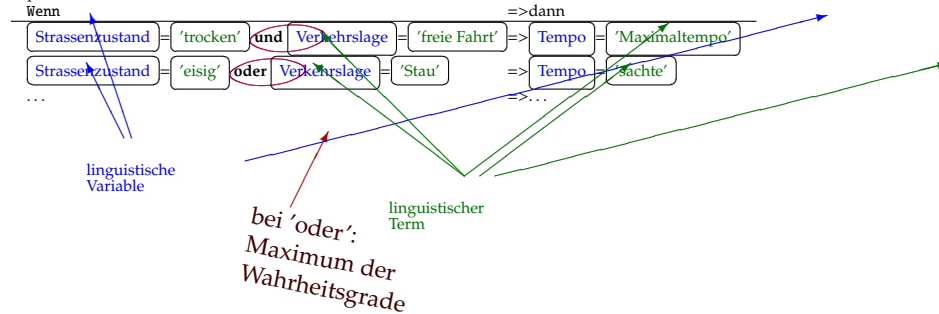 Wenn =>dann
Strassenzustand = 'trocken' und Verkehrslage = 'freie Fahrt' => Tempo = 'Maximaltempo'
Strassenzustand = 'eisig' oder Verkehrslage = 'Stau' => Tempo = 'sachte'
... =>...
linguistische
Variable
linguistischer
Term
bei 'oder':
Maximum der
Wahrheitsgrade